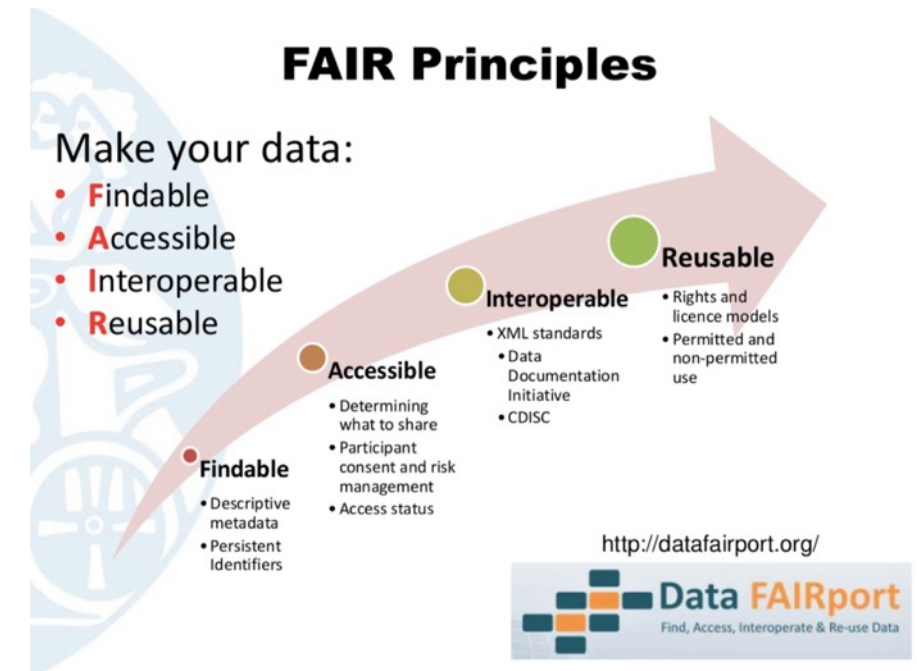 FAIR Principles
Make your data:
• Findable
• Accessible
• Interoperable
• Reusable
Findable
• Descriptive
metadata
• Persistent
Identifiers
Accessible
• Determining
what to share
• Participant
consent and risk
management
• Access status
Interoperable
• XML standards
• Data
Documentation
Initiative
• CDISC
Reusable
• Rights and
licence models
• Permitted and
non-permitted
use
http://datafairport.org/
Data FAIRport
Find, Access, Interoperate & Re-use Data